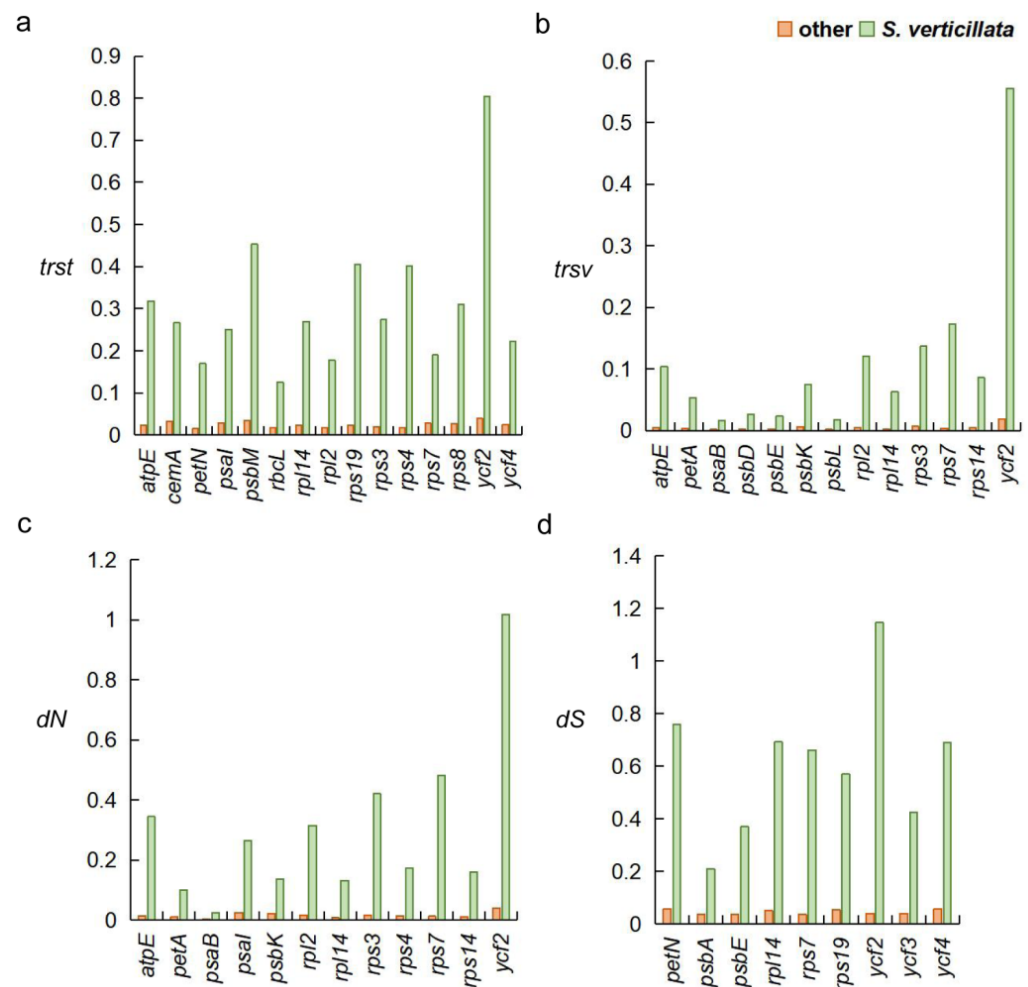 a
b
other S. verticillata
0.9
0.8
0.7
0.6
0.5
0.4
0.3
0.2
0.1
0
trst
atpE cemA petN psaI psbM rbcL rpl14 rpl2 rps19 rps3 rps4 rps7 rps8 ycf2 ycf4
0.6
0.5
0.4
0.3
0.2
0.1
0
trsv
atpE petA psaB psbD psbE psbK psbL rpl2 rpl14 rps3 rps7 rps14 ycf2
c
d
1.2
1
0.8
0.6
0.4
0.2
0
dN
atpE petA psaB psaI psbK rpl2 rpl14 rps3 rps4 rps7 rps14 ycf2
1.4
1.2
1
0.8
0.6
0.4
0.2
0
dS
petN psbA psbE rpl14 rps7 rps19 ycf2 ycf3 ycf4